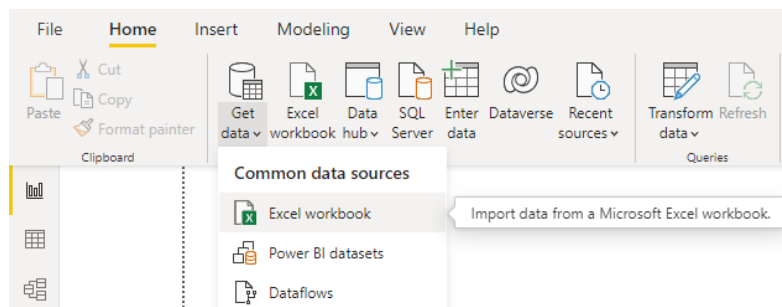 File Home Insert Modeling View Help
Paste
Cut
Copy
Format painter
Clipboard
Get data
Excel workbook
Data hub
SQL Server
Enter data
Dataverse
Recent sources
Transform data
Refresh
Queries
Common data sources
Excel workbook
Import data from a Microsoft Excel workbook.
Power BI datasets
Dataflows